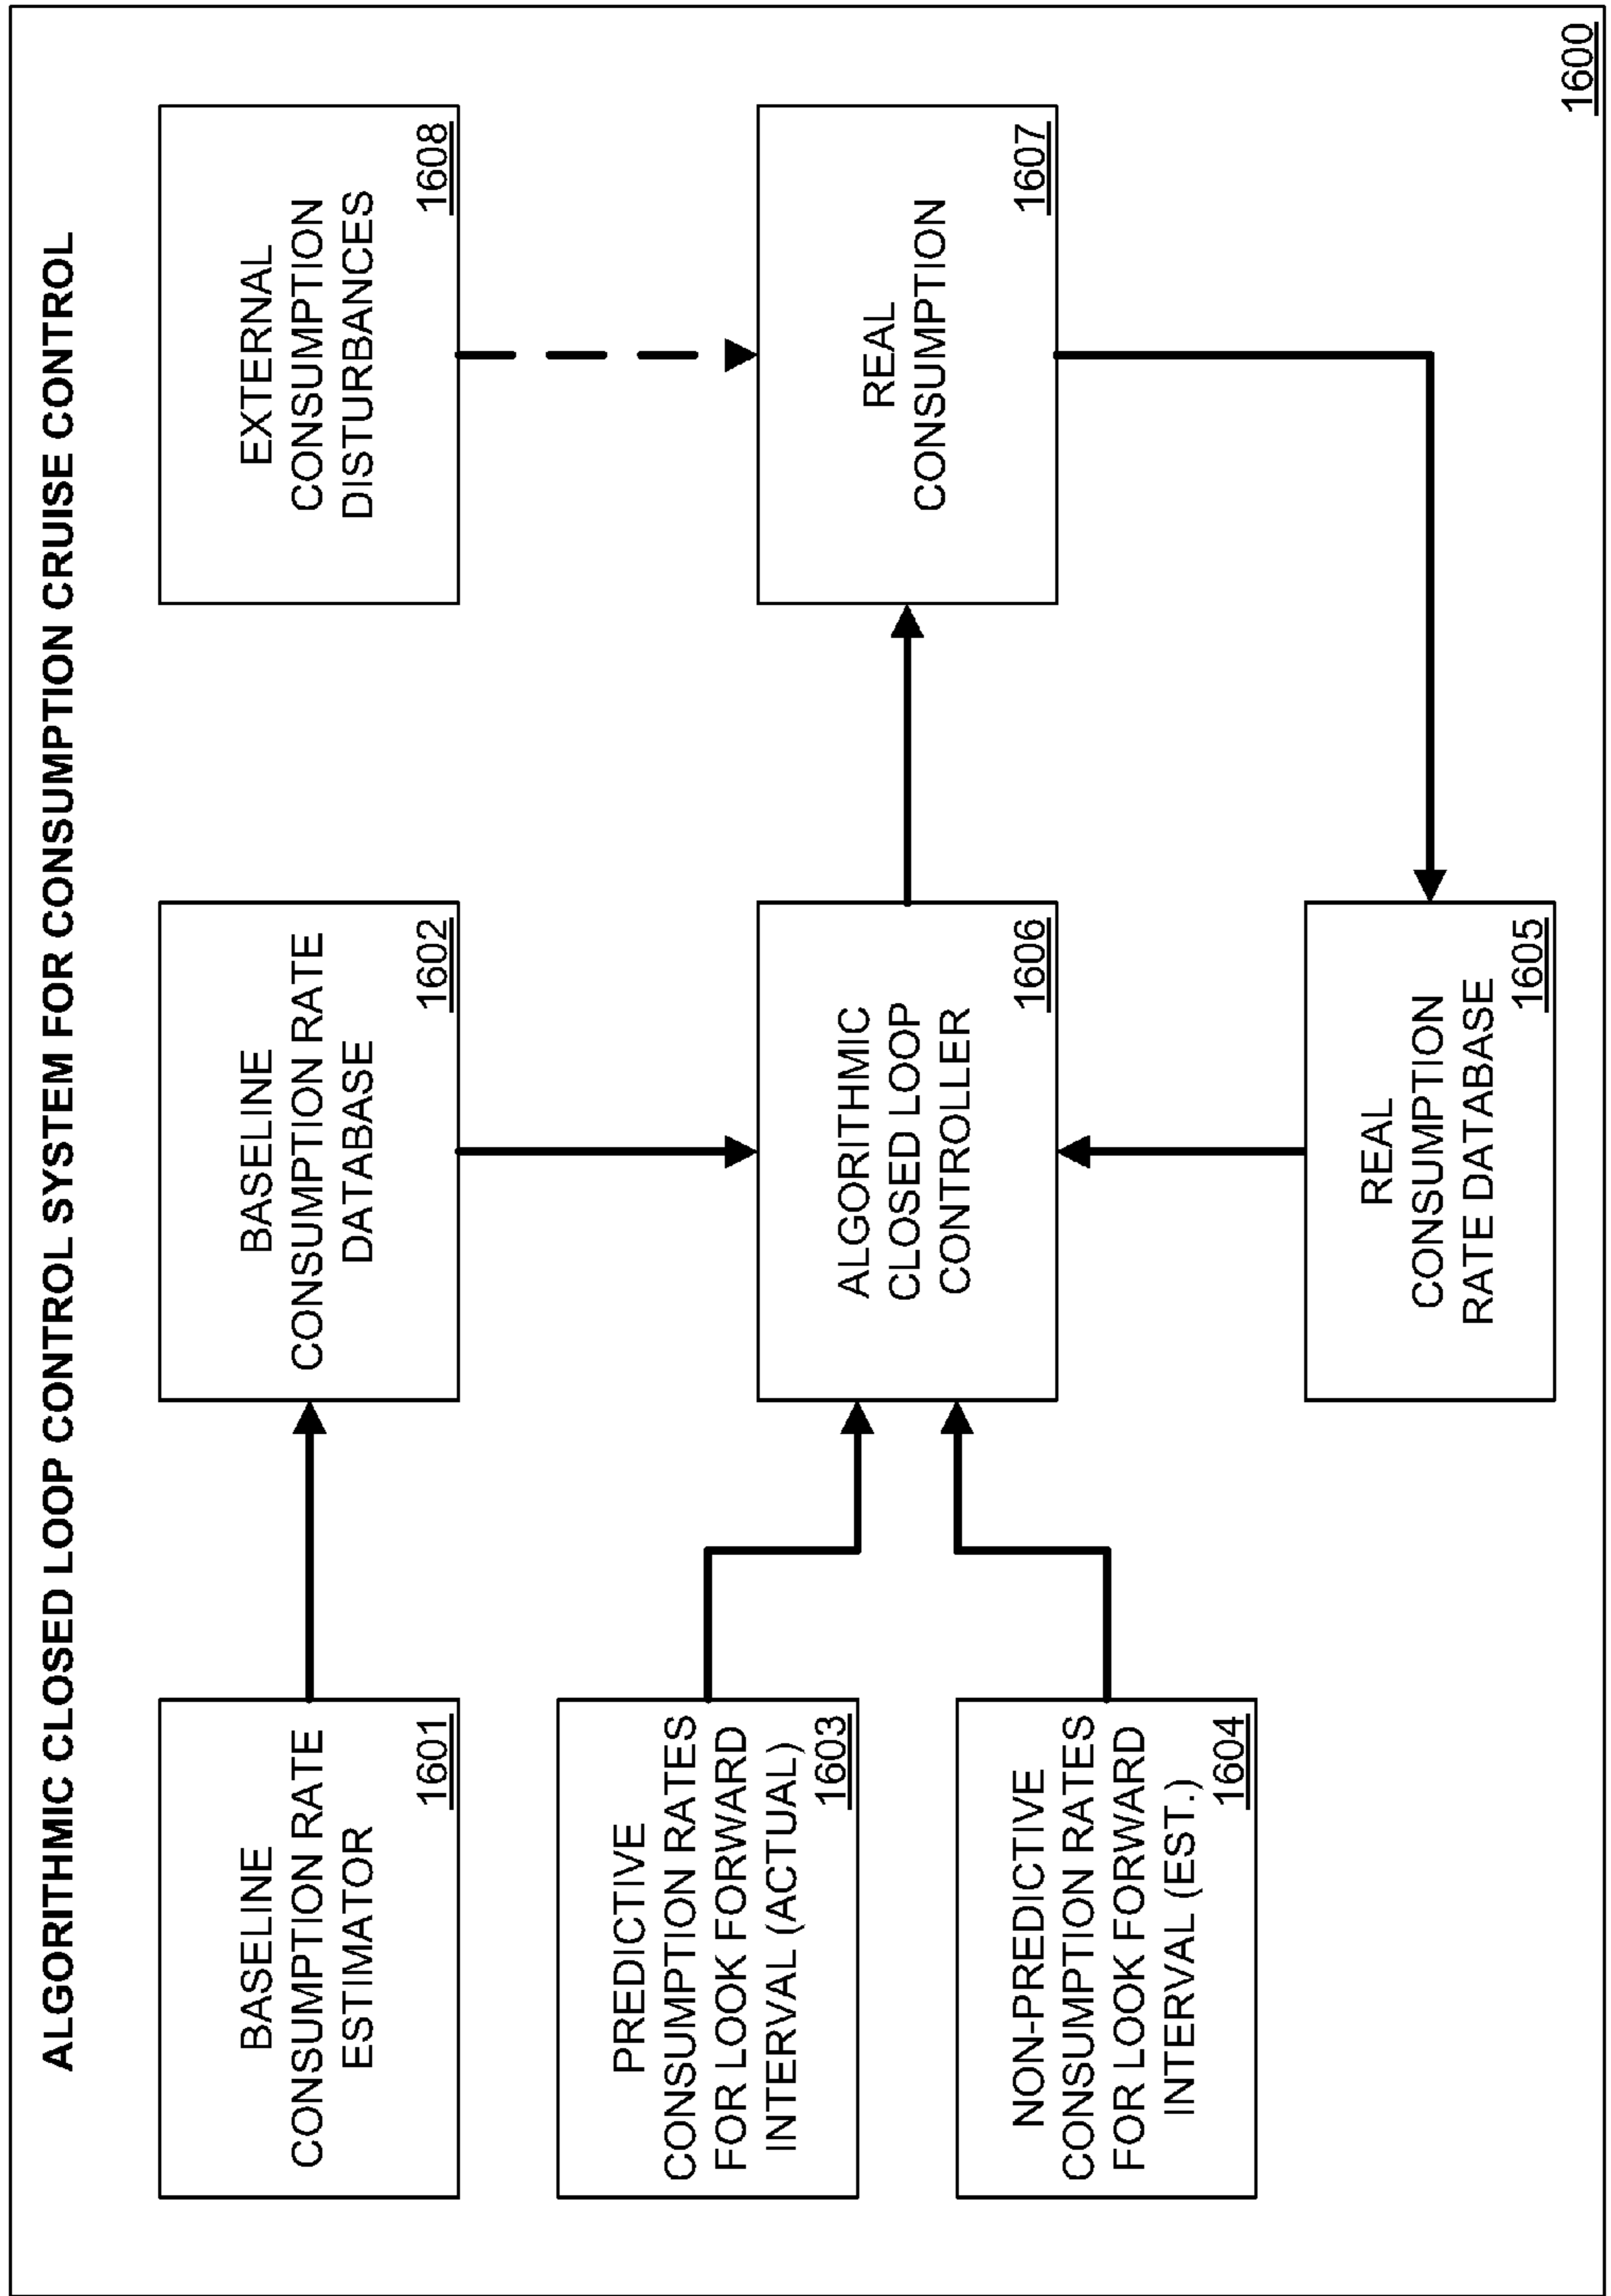 ALGORITHMIC CLOSED LOOP CONTROL SYSTEM FOR CONSUMPTION CRUISE CONTROL
BASELINE
CONSUMPTION RATE
ESTIMATOR
1601
BASELINE
CONSUMPTION RATE
DATABASE
1602
EXTERNAL
CONSUMPTION
DISTURBANCES
1608
PREDICTIVE
CONSUMPTION RATES
FOR LOOK FORWARD
INTERVAL (ACTUAL)
1603
ALGORITHMIC
CLOSED LOOP
CONTROLLER
1606
REAL
CONSUMPTION
1607
NON-PREDICTIVE
CONSUMPTION RATES
FOR LOOK FORWARD
INTERVAL (EST.)
1604
REAL
CONSUMPTION
RATE DATABASE
1605
1600